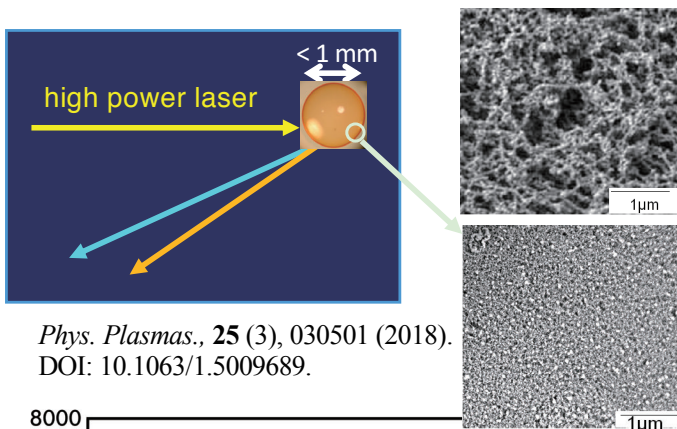 < 1 mm
high power laser
1μm
Phys. Plasmas., 25 (3), 030501 (2018).
DOI: 10.1063/1.5009689.
8000
1μm